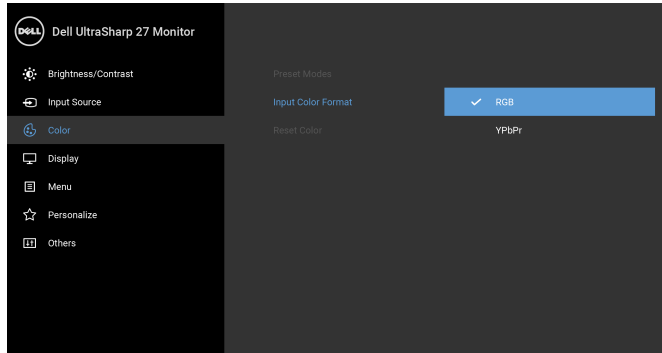 DELL Dell UltraSharp 27 Monitor
Brightness/Contrast
Input Source
Color
Display
Menu
Personalize
Others
Preset Modes
Input Color Format
Reset Color
RGB
YPbPr